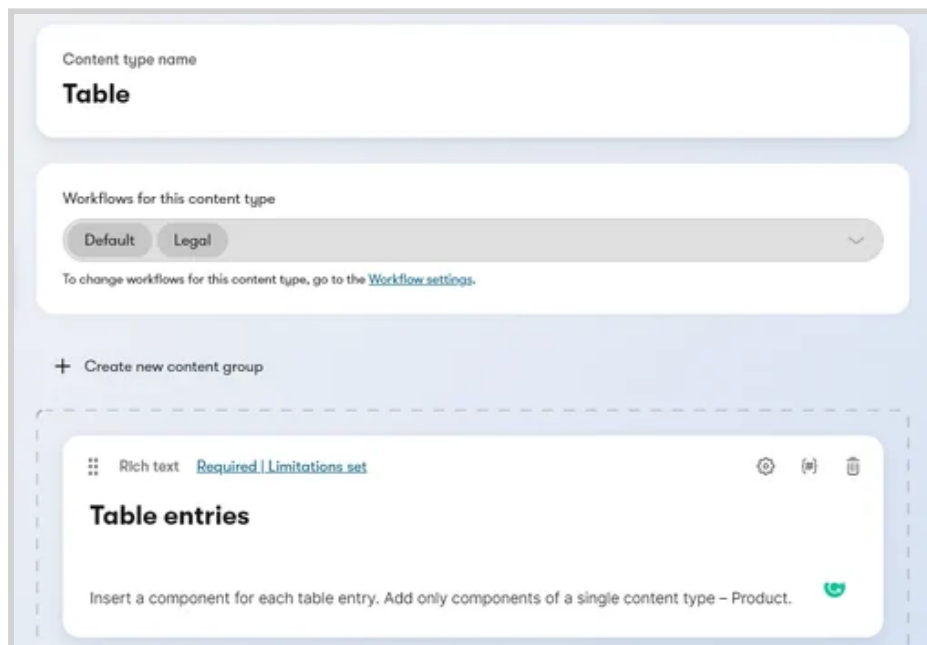 Content type name
Table
Workflows for this content type
Default Legal
To change workflows for this content type, go to the Workflow settings.
+ Create new content group
Rich text Required | Limitations set
{#}
Table entries
Insert a component for each table entry. Add only components of a single content type – Product.